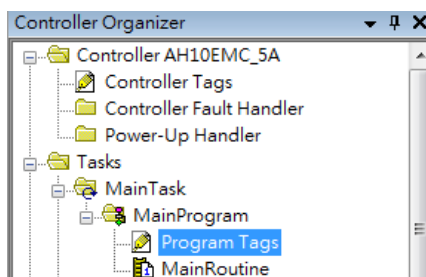 Controller Organizer
Controller AH10EMC_5A
Controller Tags
Controller Fault Handler
Power-Up Handler
Tasks
MainTask
MainProgram
Program Tags
MainRoutine